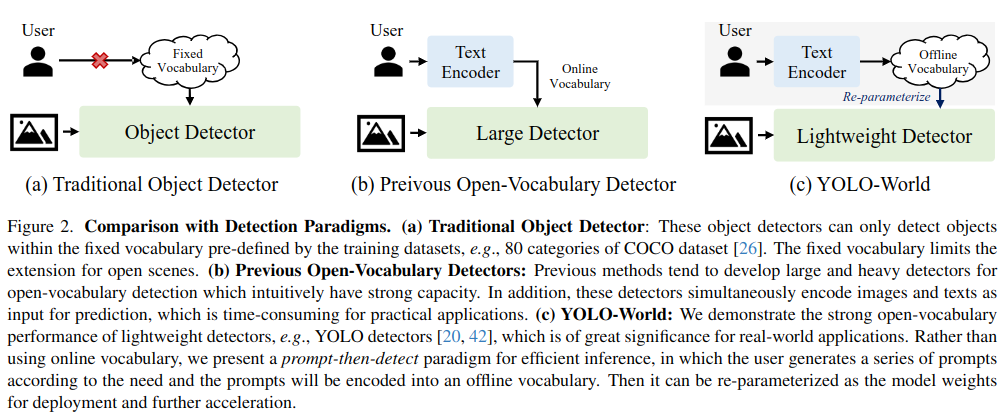 User
Fixed
Vocabulary
Object Detector
(a) Traditional Object Detector
User
Text
Encoder
Online
Vocabulary
Large Detector
(b) Preivous Open-Vocabulary Detector
User
Text
Encoder
Offline
Vocabulary
Re-parameterize
Lightweight Detector
(c) YOLO-World
Figure 2. Comparison with Detection Paradigms. (a) Traditional Object Detector: These object detectors can only detect objects
within the fixed vocabulary pre-defined by the training datasets, e.g., 80 categories of COCO dataset [26]. The fixed vocabulary limits the
extension for open scenes. (b) Previous Open-Vocabulary Detectors: Previous methods tend to develop large and heavy detectors for
open-vocabulary detection which intuitively have strong capacity. In addition, these detectors simultaneously encode images and texts as
input for prediction, which is time-consuming for practical applications. (c) YOLO-World: We demonstrate the strong open-vocabulary
performance of lightweight detectors, e.g., YOLO detectors [20, 42], which is of great significance for real-world applications. Rather than
using online vocabulary, we present a prompt-then-detect paradigm for efficient inference, in which the user generates a series of prompts
according to the need and the prompts will be encoded into an offline vocabulary. Then it can be re-parameterized as the model weights
for deployment and further acceleration.